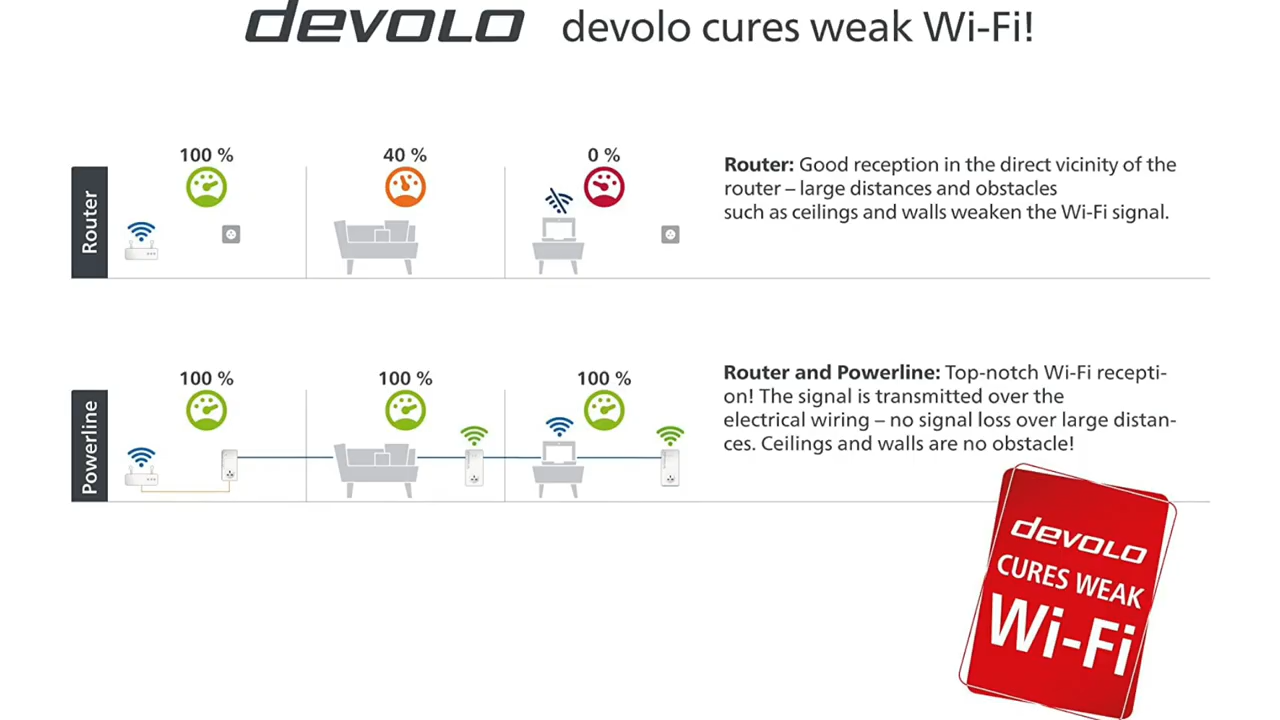 devolo devolo cures weak Wi-Fi!
100 % 40 % 0 %
Router
Router: Good reception in the direct vicinity of the
router – large distances and obstacles
such as ceilings and walls weaken the Wi-Fi signal.
100 % 100 % 100 %
Powerline
Router and Powerline: Top-notch Wi-Fi recepti-
on! The signal is transmitted over the
electrical wiring – no signal loss over large distan-
ces. Ceilings and walls are no obstacle!
devolo
CURES WEAK
Wi-Fi